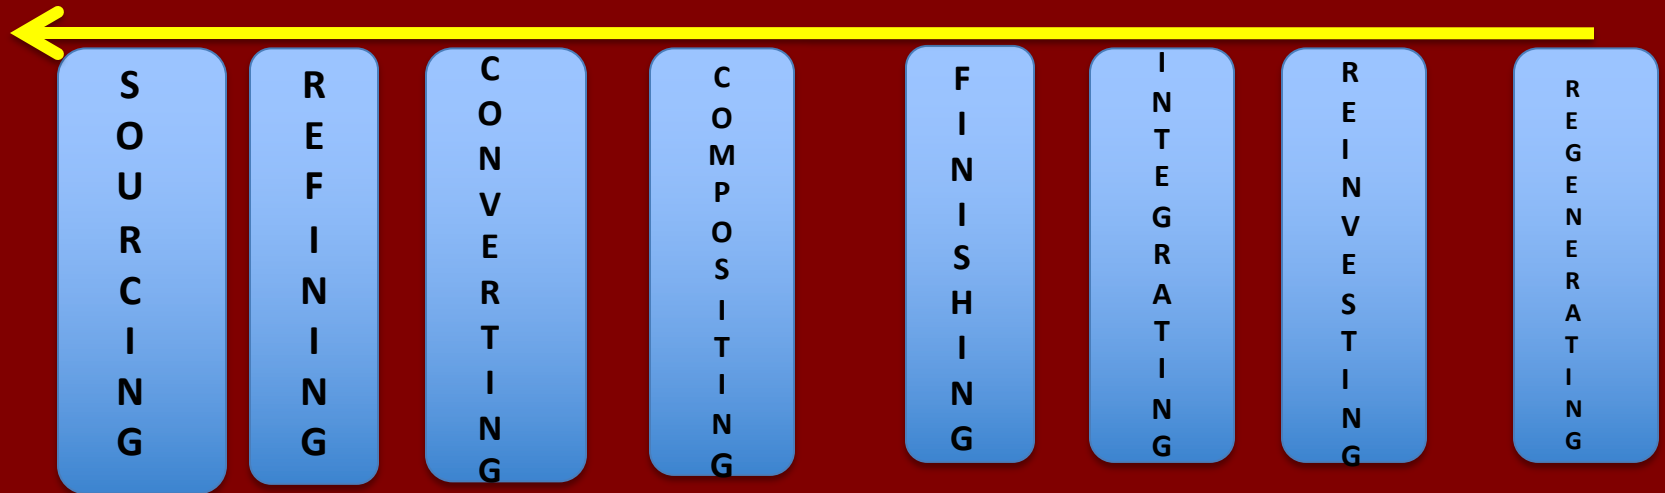 SOURCING
REFINING
CONVERTING
COMPOSITING
FINISHING
INTEGRATING
REINVESTING
REGENERATING